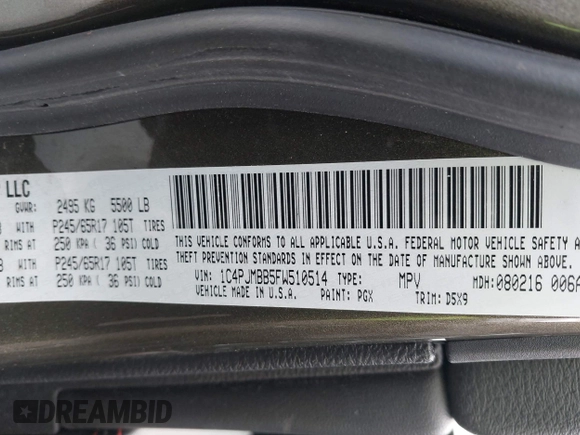 LLC
GVWR: 2495 KG 5500 LB
WITH P245/65R17 105T TIRES
RIMS AT 250 KPA ( 36 PSI) COLD
WITH P245/65R17 105T TIRES
RIMS AT 250 KPA ( 36 PSI) COLD
THIS VEHICLE CONFORMS TO ALL APPLICABLE U.S.A. FEDERAL MOTOR VEHICLE SAFETY A
THEFT PREVENTION STANDARDS IN EFFECT ON THE DATE OF MANUFACTURE SHOWN ABOVE.
VIN: 1C4PJMBB5FW510514 TYPE: MPV MDH: 080216 006A
VEHICLE MADE IN U.S.A. PAINT: PGX TRIM: D5X9
DREAMBID